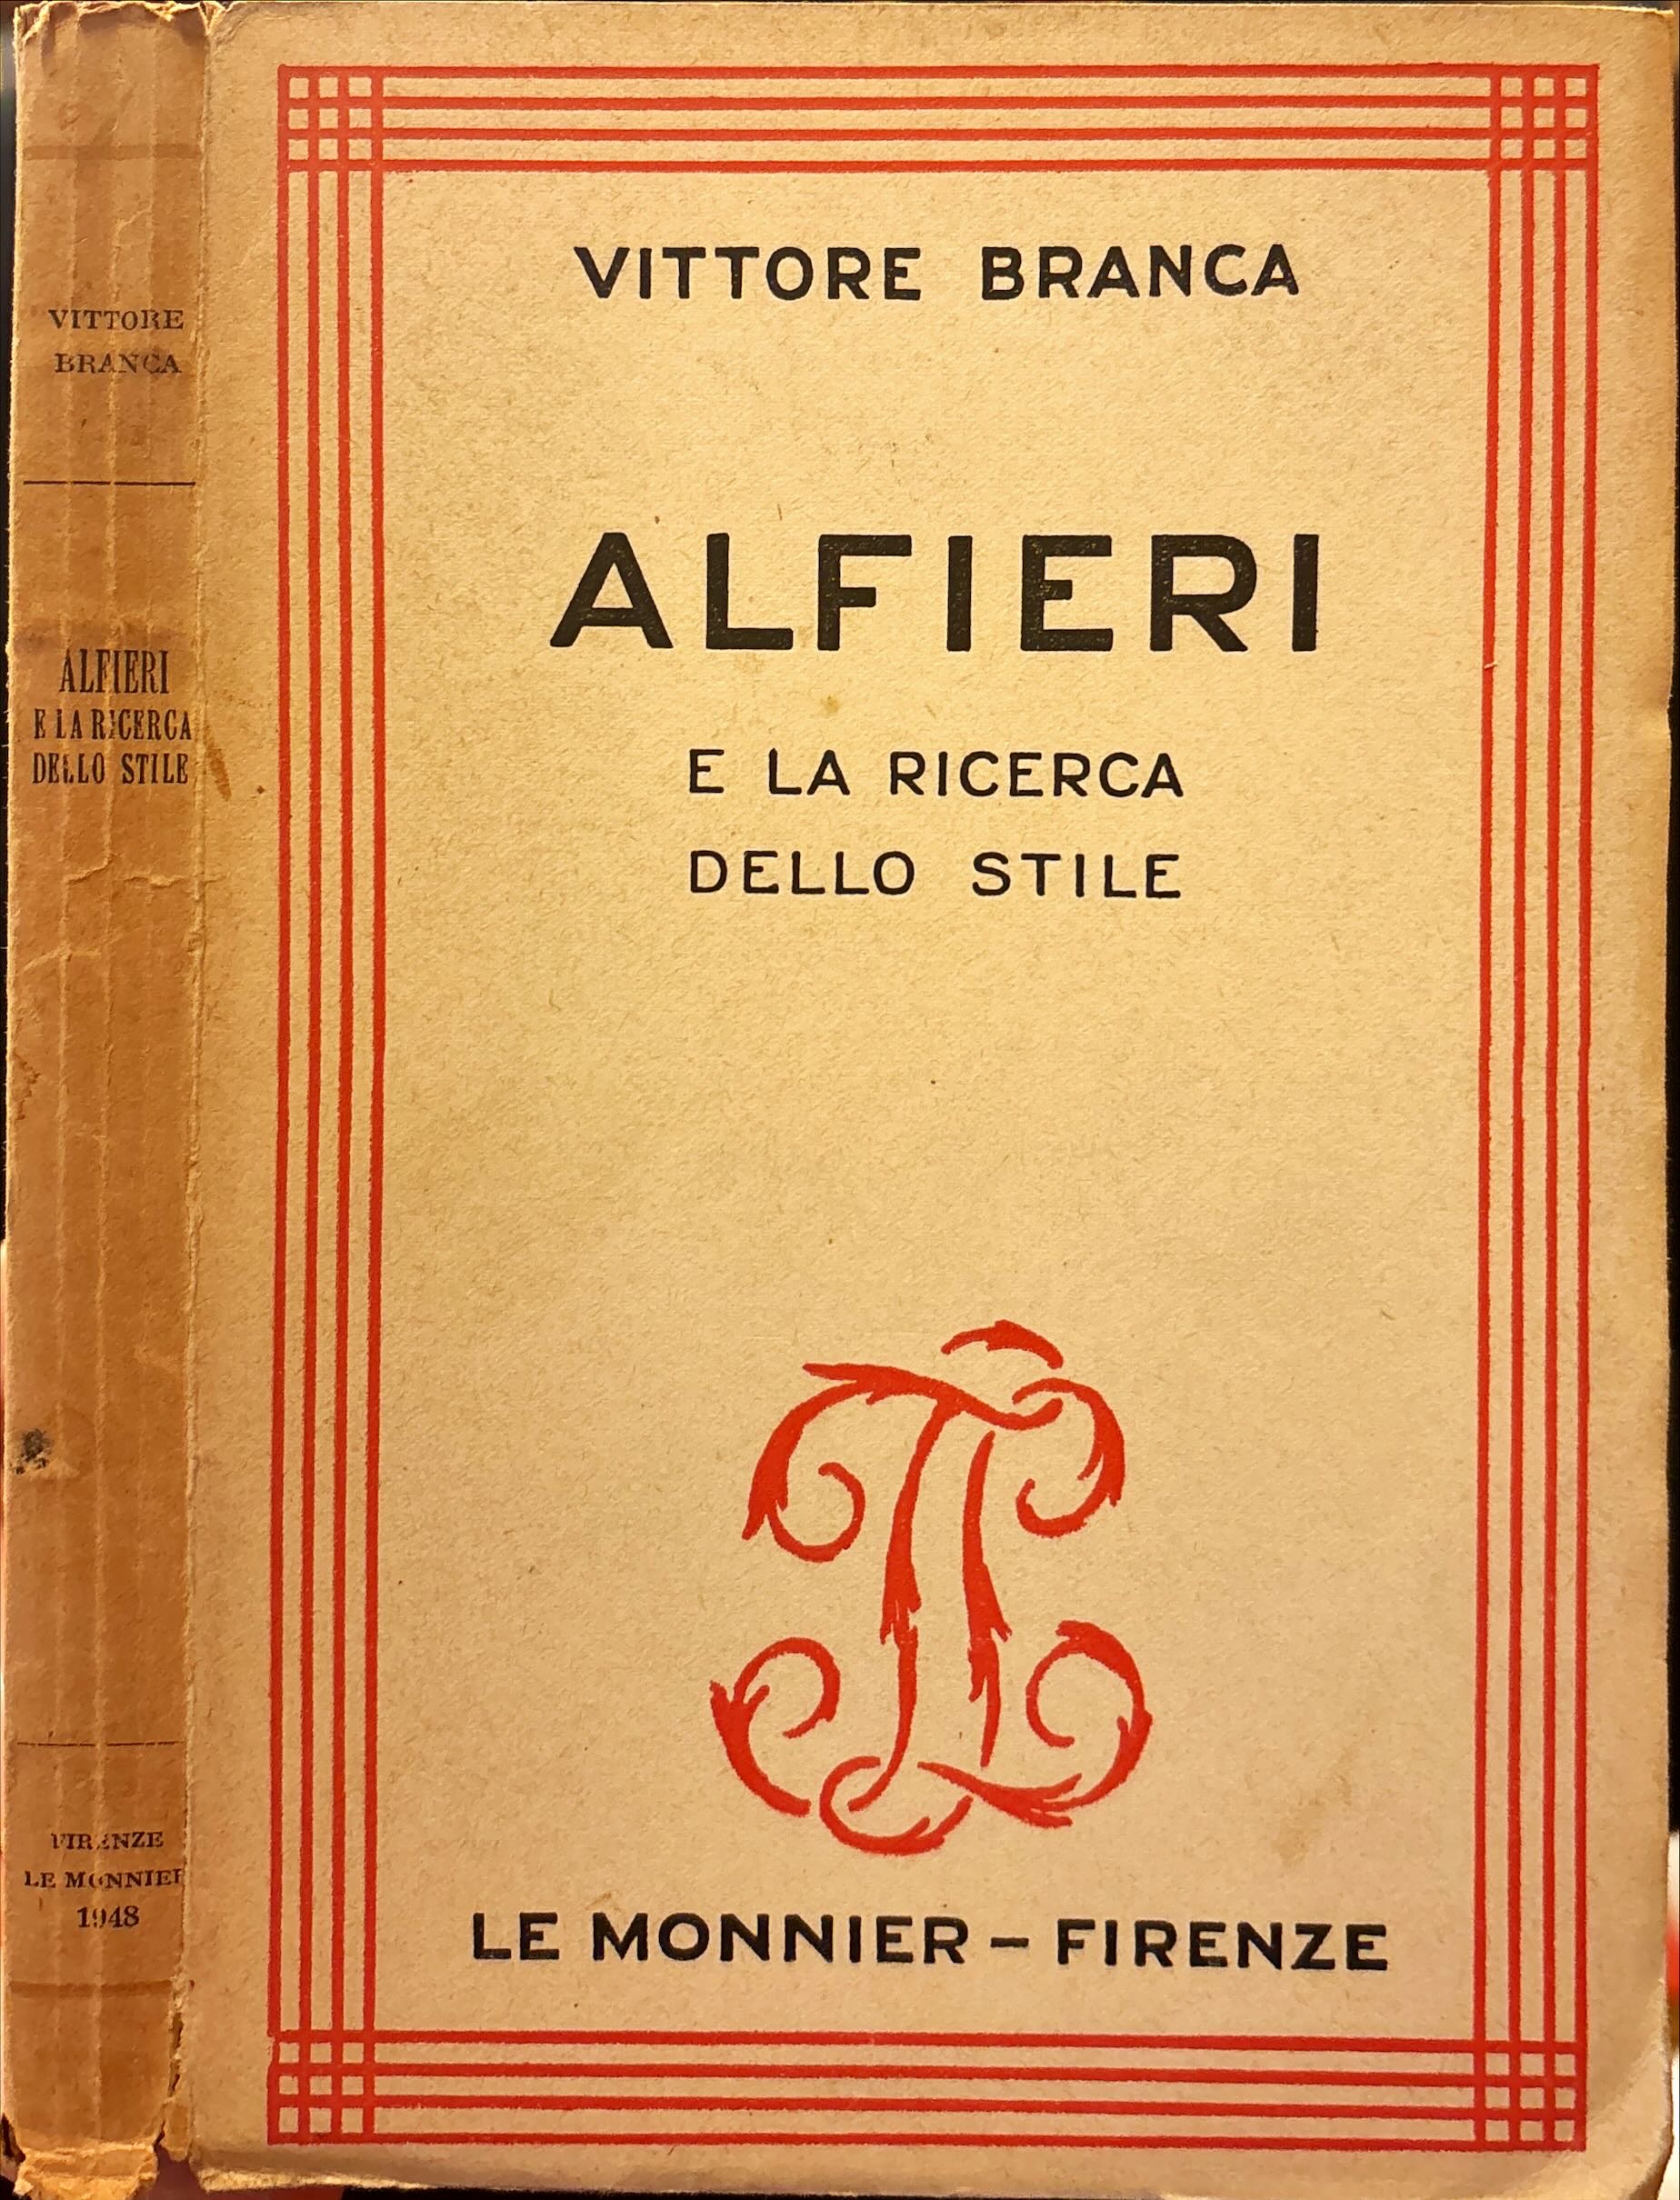 VITTORE
BRANCA
ALFIERI
E LA RICERCA
DELLO STILE
FIRENZE
LE MONNIER
1948
VITTORE BRANCA
ALFIERI
E LA RICERCA
DELLO STILE
LE MONNIER – FIRENZE